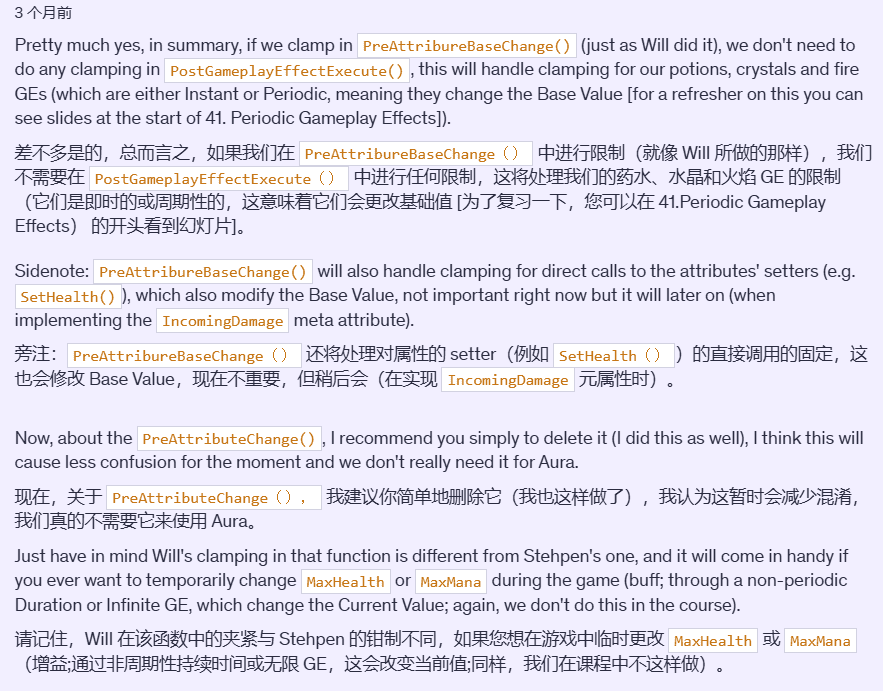 3 个月前
Pretty much yes, in summary, if we clamp in PreAttribureBaseChange() (just as Will did it), we don't need to
do any clamping in PostGameplayEffectExecute() , this will handle clamping for our potions, crystals and fire
GEs (which are either Instant or Periodic, meaning they change the Base Value [for a refresher on this you can
see slides at the start of 41. Periodic Gameplay Effects]).
差不多是的，总而言之，如果我们在 PreAttribureBaseChange（） 中进行限制（就像 Will 所做的那样），我们
不需要在 PostGameplayEffectExecute（） 中进行任何限制，这将处理我们的药水、水晶和火焰 GE 的限制
（它们是即时的或周期性的，这意味着它们会更改基础值 [为了复习一下，您可以在 41.Periodic Gameplay
Effects） 的开头看到幻灯片]。
Sidenote: PreAttribureBaseChange() will also handle clamping for direct calls to the attributes' setters (e.g.
SetHealth() ), which also modify the Base Value, not important right now but it will later on (when
implementing the IncomingDamage meta attribute).
旁注： PreAttribureBaseChange（） 还将处理对属性的 setter（例如 SetHealth（） ）的直接调用的固定，这
也会修改 Base Value，现在不重要，但稍后会（在实现 IncomingDamage 元属性时）。
Now, about the PreAttributeChange() , I recommend you simply to delete it (I did this as well), I think this will
cause less confusion for the moment and we don't really need it for Aura.
现在，关于 PreAttributeChange（）， 我建议你简单地删除它（我也这样做了），我认为这暂时会减少混淆，
我们真的不需要它来使用 Aura。
Just have in mind Will's clamping in that function is different from Stehpen's one, and it will come in handy if
you ever want to temporarily change MaxHealth or MaxMana during the game (buff; through a non-periodic
Duration or Infinite GE, which change the Current Value; again, we don't do this in the course).
请记住，Will 在该函数中的夹紧与 Stehpen 的钳制不同，如果您想在游戏中临时更改 MaxHealth 或 MaxMana
（增益;通过非周期性持续时间或无限 GE，这会改变当前值;同样，我们在课程中不这样做）。